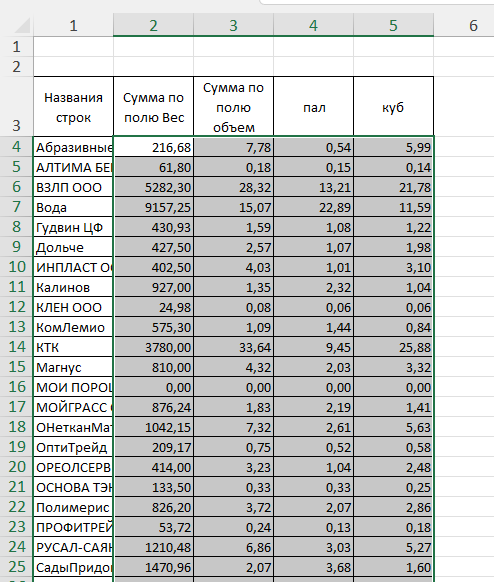 1 2 3 4 5 6
1
2
3 Названия строк Сумма по полю Вес Сумма по полю объем пал куб
4 Абразивные 216,68 7,78 0,54 5,99
5 АЛТИМА БЕ 61,80 0,18 0,15 0,14
6 ВЗЛП ООО 5282,30 28,32 13,21 21,78
7 Вода 9157,25 15,07 22,89 11,59
8 Гудвин ЦФ 430,93 1,59 1,08 1,22
9 Дольче 427,50 2,57 1,07 1,98
10 ИНПЛАСТ О 402,50 4,03 1,01 3,10
11 Калинов 927,00 1,35 2,32 1,04
12 КЛЕН ООО 24,98 0,08 0,06 0,06
13 КомЛемио 575,30 1,09 1,44 0,84
14 КТК 3780,00 33,64 9,45 25,88
15 Магнус 810,00 4,32 2,03 3,32
16 МОИ ПОРОШ 0,00 0,00 0,00 0,00
17 МОЙГРАСС 876,24 1,83 2,19 1,41
18 ОНетканМат 1042,15 7,32 2,61 5,63
19 ОптиТрейд 209,17 0,75 0,52 0,58
20 ОРЕОЛСЕРВ 414,00 3,23 1,04 2,48
21 ОСНОВА ТЭ 133,50 0,33 0,33 0,25
22 Полимерис 826,20 3,72 2,07 2,86
23 ПРОФИТРЕЙ 53,72 0,24 0,13 0,18
24 РУСАЛ-САЯН 1210,48 6,86 3,03 5,27
25 СадыПридо 1470,96 2,07 3,68 1,60